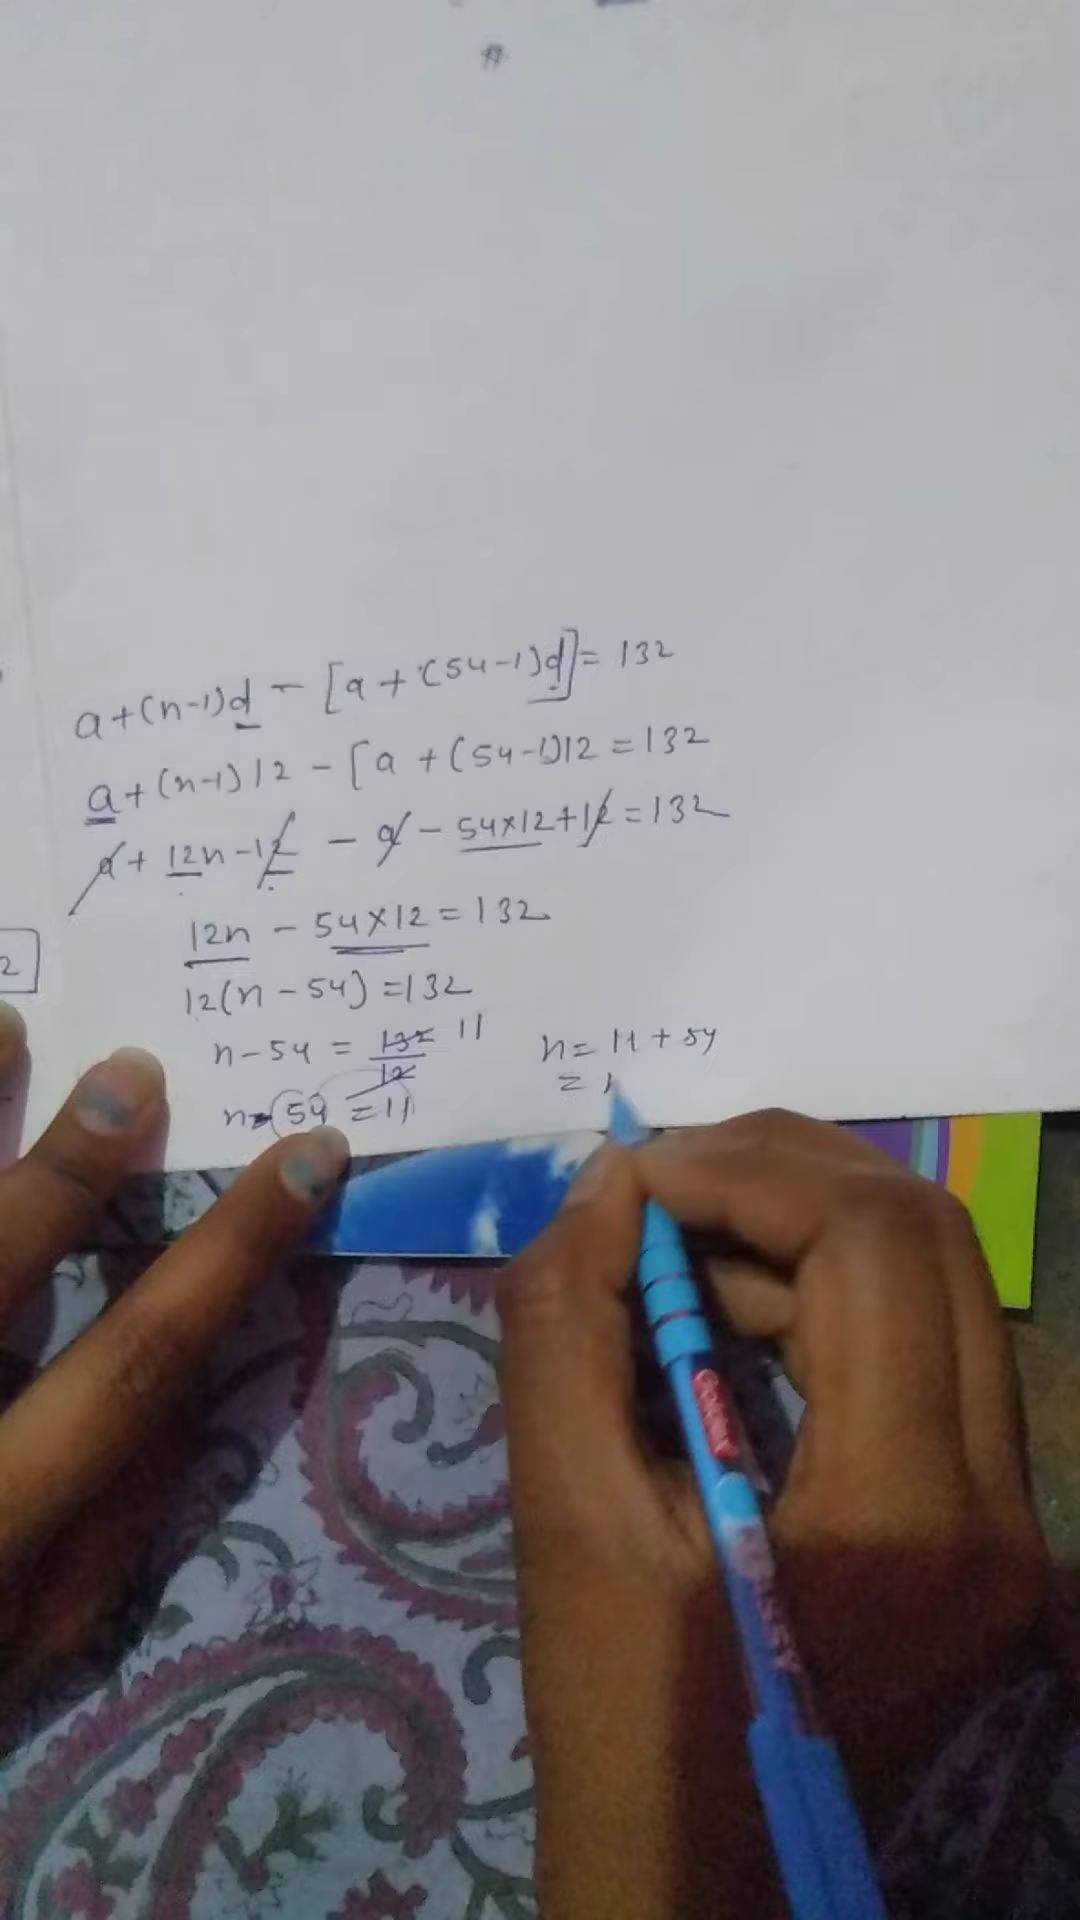 a+(n-1)d - [a+(54-1)d]= 132
a+(n-1)12 - [a +(54-1)12 =132
a+ 12n-12 - a - 54×12+12 =132
12n - 54×12 = 132
2
12(n-54) =132
n-54 = 132/12 11
n-54 =11
n= 11 + 54
=